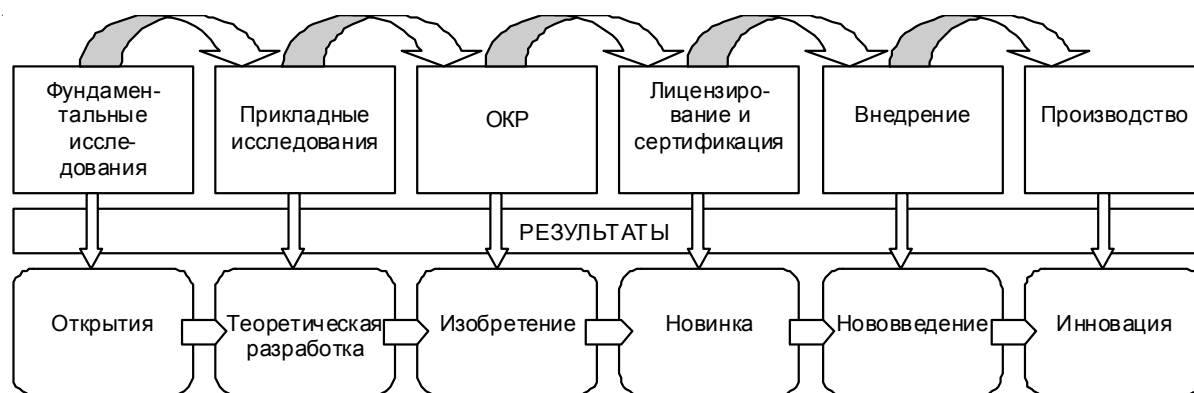 Фундамен-
тальные
иссле-
дования
Прикладные
исследования
ОКР
Лицензиро-
вание и
сертификация
Внедрение
Производство
РЕЗУЛЬТАТЫ
Открытия
Теоретическая
разработка
Изобретение
Новинка
Нововведение
Инновация